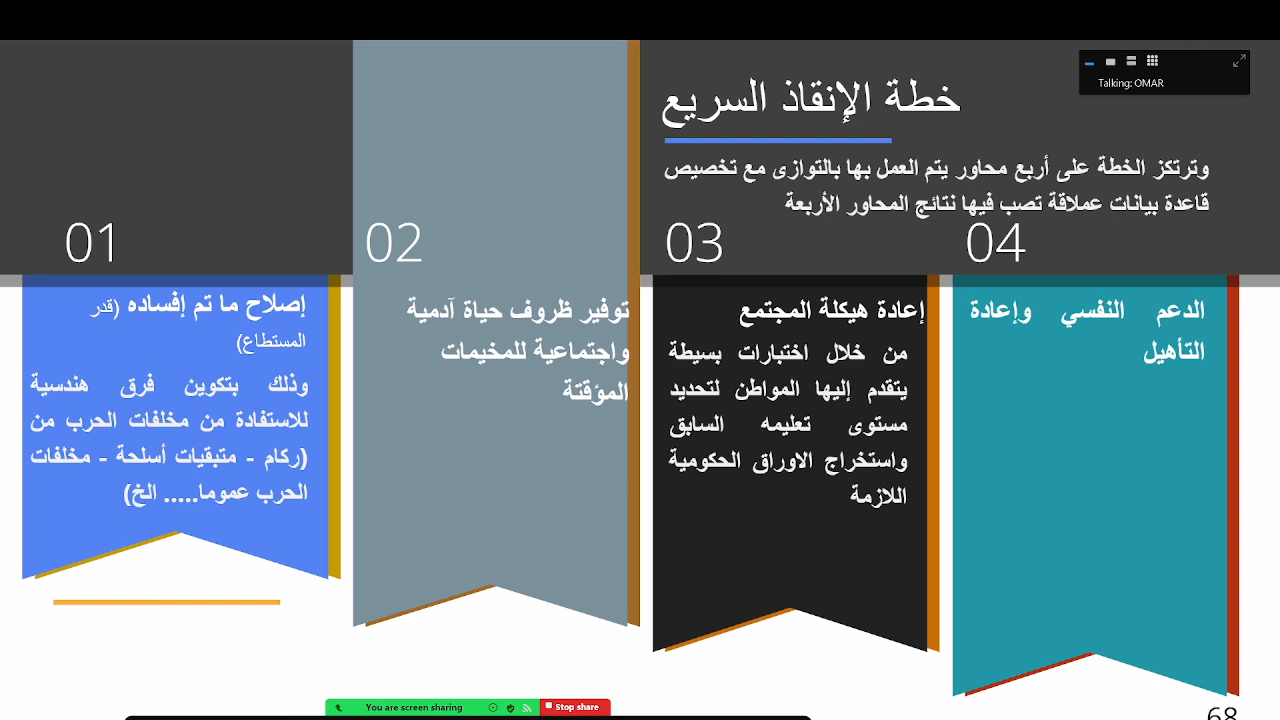 Talking: OMAR
خطة الإنقاذ السريع
وترتكز الخطة على أربع محاور يتم العمل بها بالتوازى مع تخصيص
قاعدة بيانات عملاقة تصب فيها نتائج المحاور الأربعة
01
إصلاح ما تم إفساده (قدر
المستطاع)
وذلك بتكوين فرق هندسية
للاستفادة من مخلفات الحرب من
(ركام - متبقيات أسلحة - مخلفات
الحرب عموما..... الخ)
02
توفير ظروف حياة آدمية
واجتماعية للمخيمات
المؤقتة
03
إعادة هيكلة المجتمع
من خلال اختبارات بسيطة
يتقدم إليها المواطن لتحديد
مستوى تعليمه السابق
واستخراج الاوراق الحكومية
اللازمة
04
الدعم النفسي وإعادة
التأهيل
You are screen sharing
Stop share
68